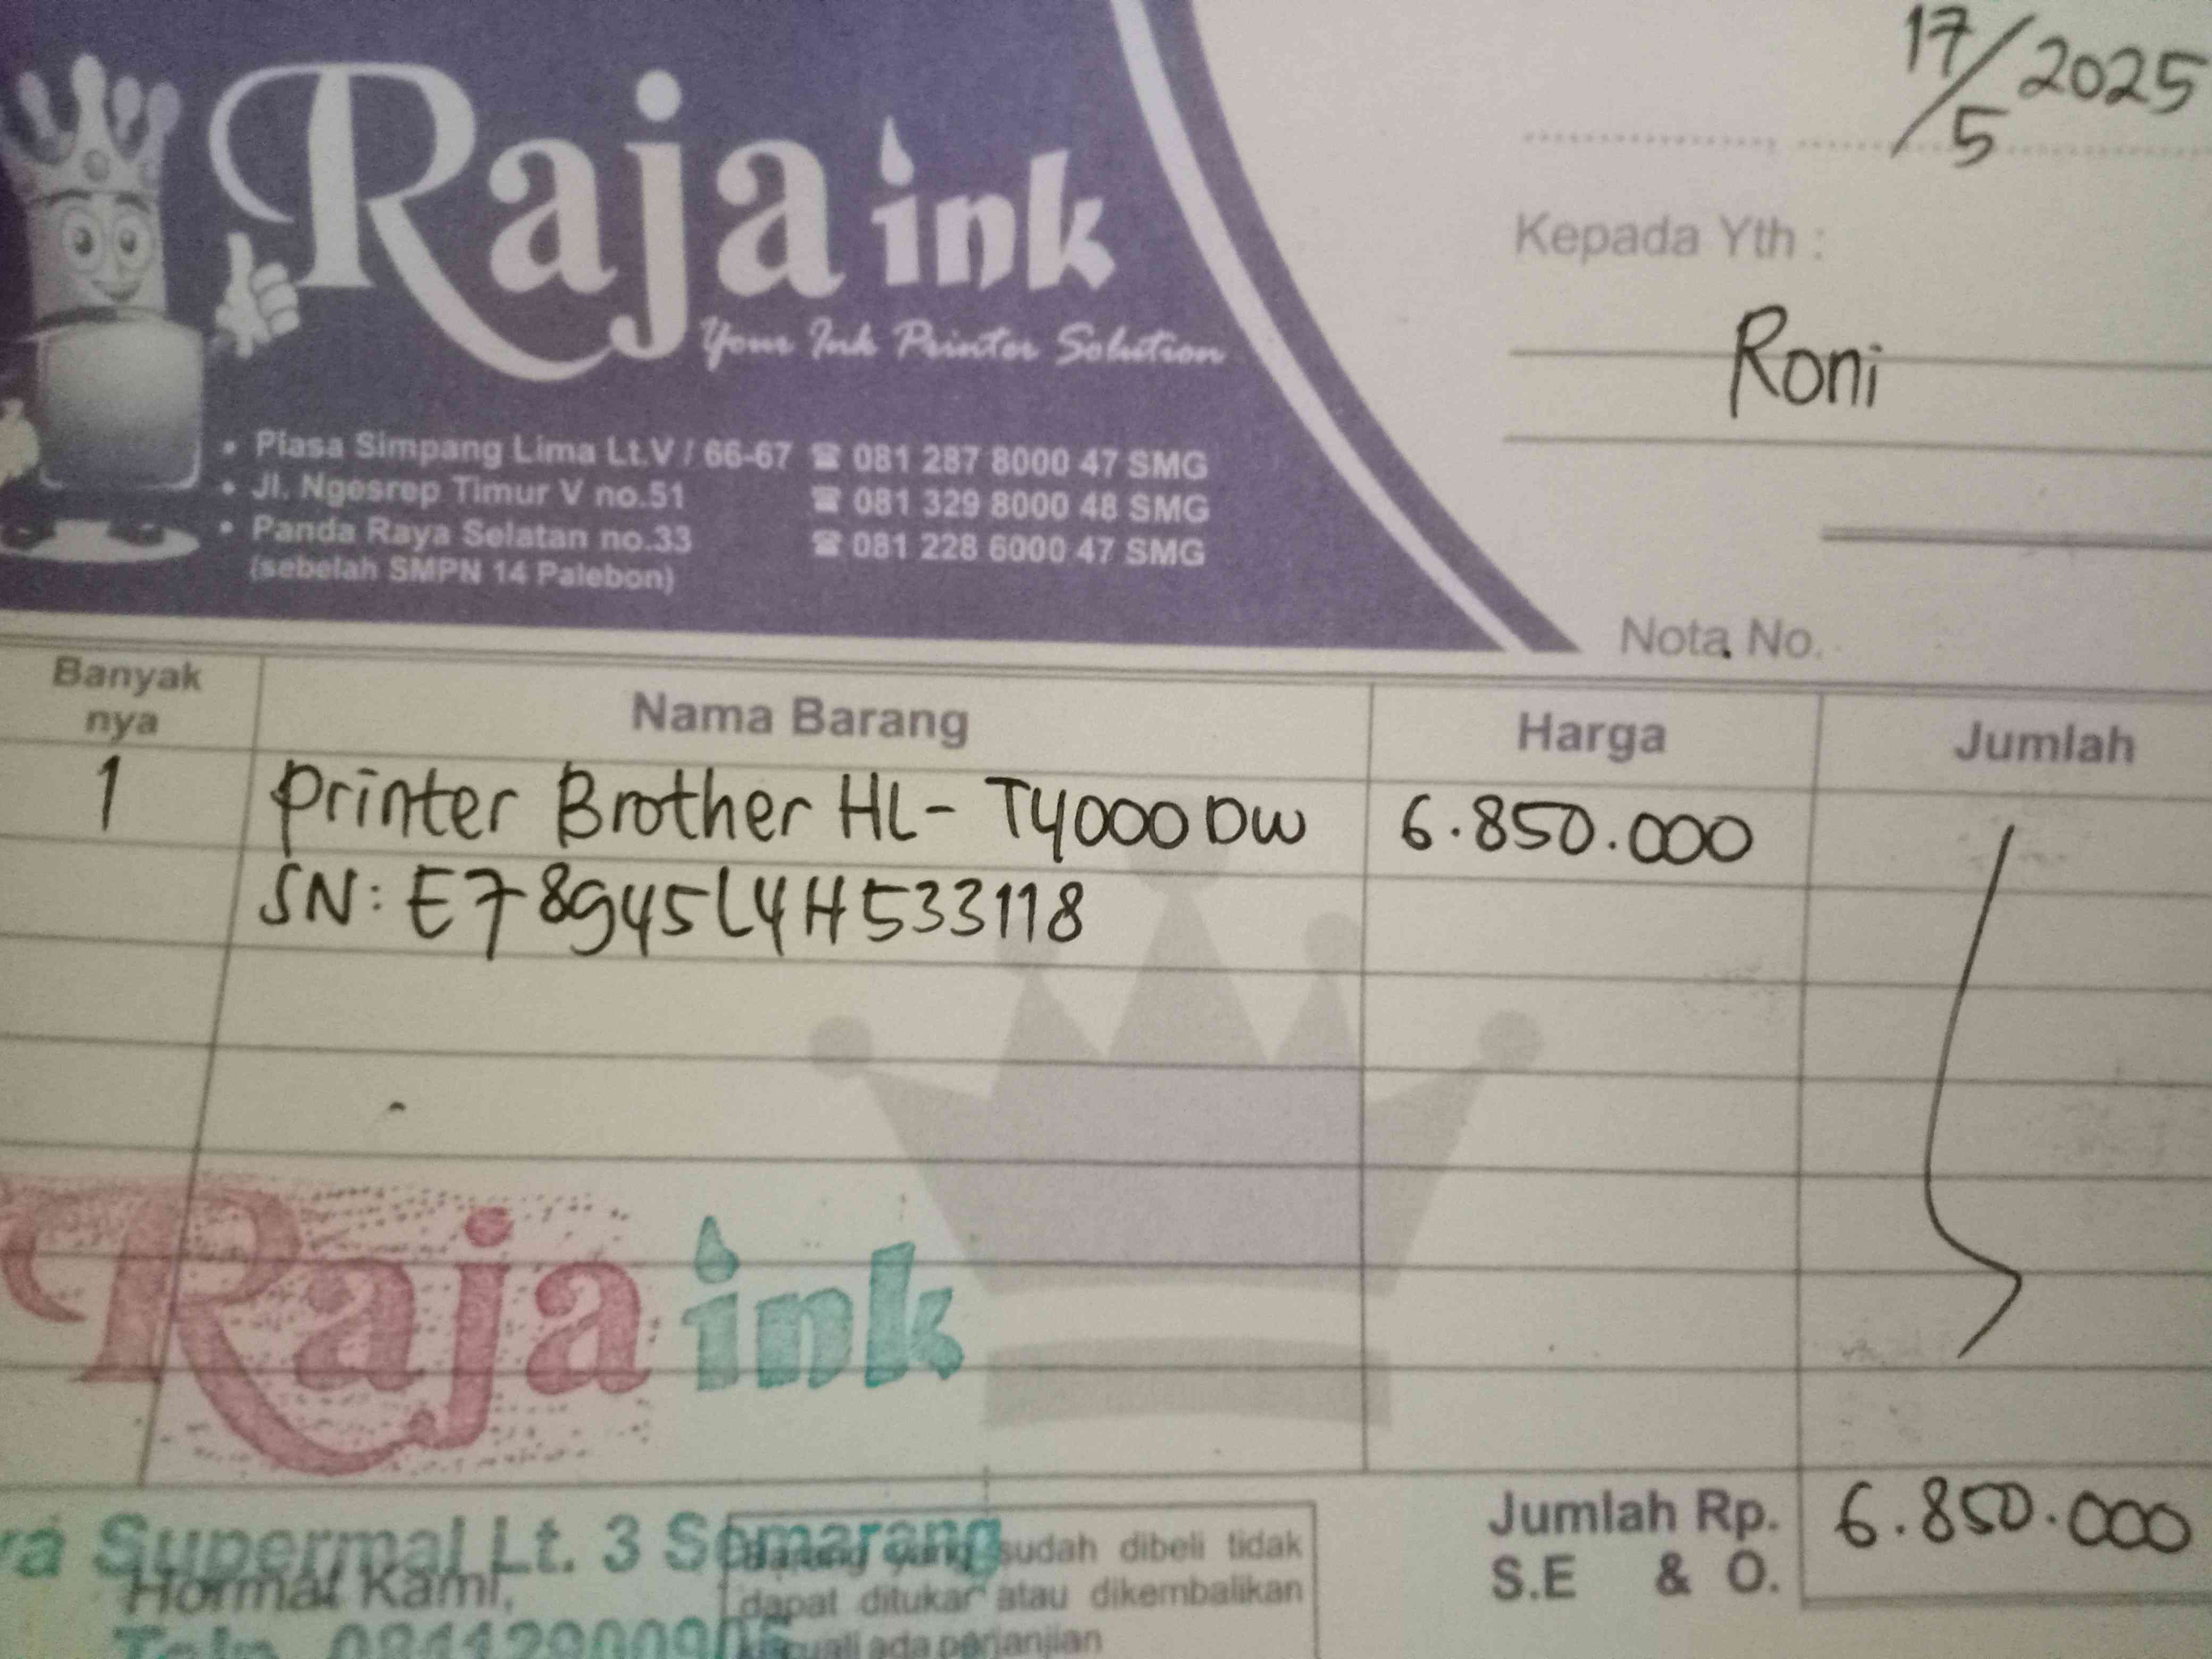 Raja ink
Your Ink Printer Solution
• Plasa Simpang Lima Lt.V / 66-67 ☎ 081 287 8000 47 SMG
• Jl. Ngesrep Timur V no.51 ☎ 081 329 8000 48 SMG
• Panda Raya Selatan no.33 ☎ 081 228 6000 47 SMG
(sebelah SMPN 14 Palebon)
17/5 2025
Kepada Yth :
Roni
Nota No.
Banyak nya Nama Barang Harga Jumlah
1 Printer Brother HL-T4000DW 6.850.000
SN: E78945L4H533118
Raja ink
Supermal Lt. 3 Semarang
Hormat Kami,
Telp.
yang sudah dibeli tidak
dapat ditukar atau dikembalikan
ada perjanjian
Jumlah Rp. 6.850.000
S.E & O.